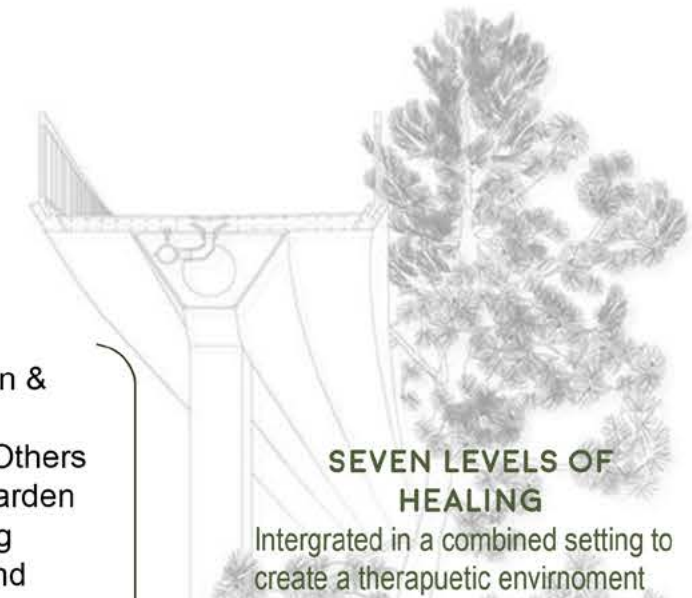 n &
Others
arden
g
nd
SEVEN LEVELS OF
HEALING
Intergrated in a combined setting to
create a therapuetic envirnoment